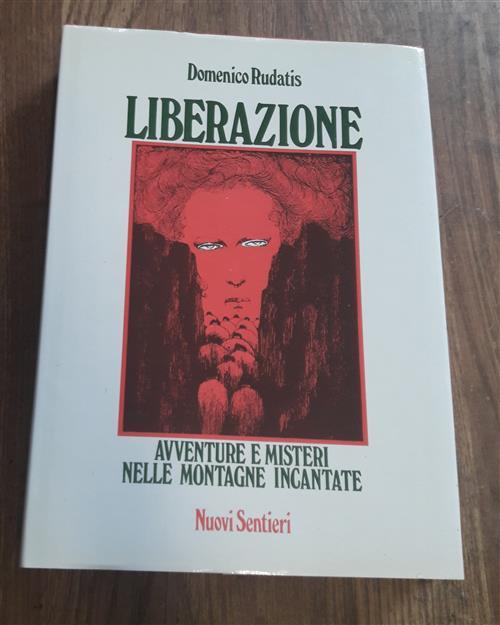 Domenico Rudatis
LIBERAZIONE
AVVENTURE E MISTERI
NELLE MONTAGNE INCANTATE
Nuovi Sentieri